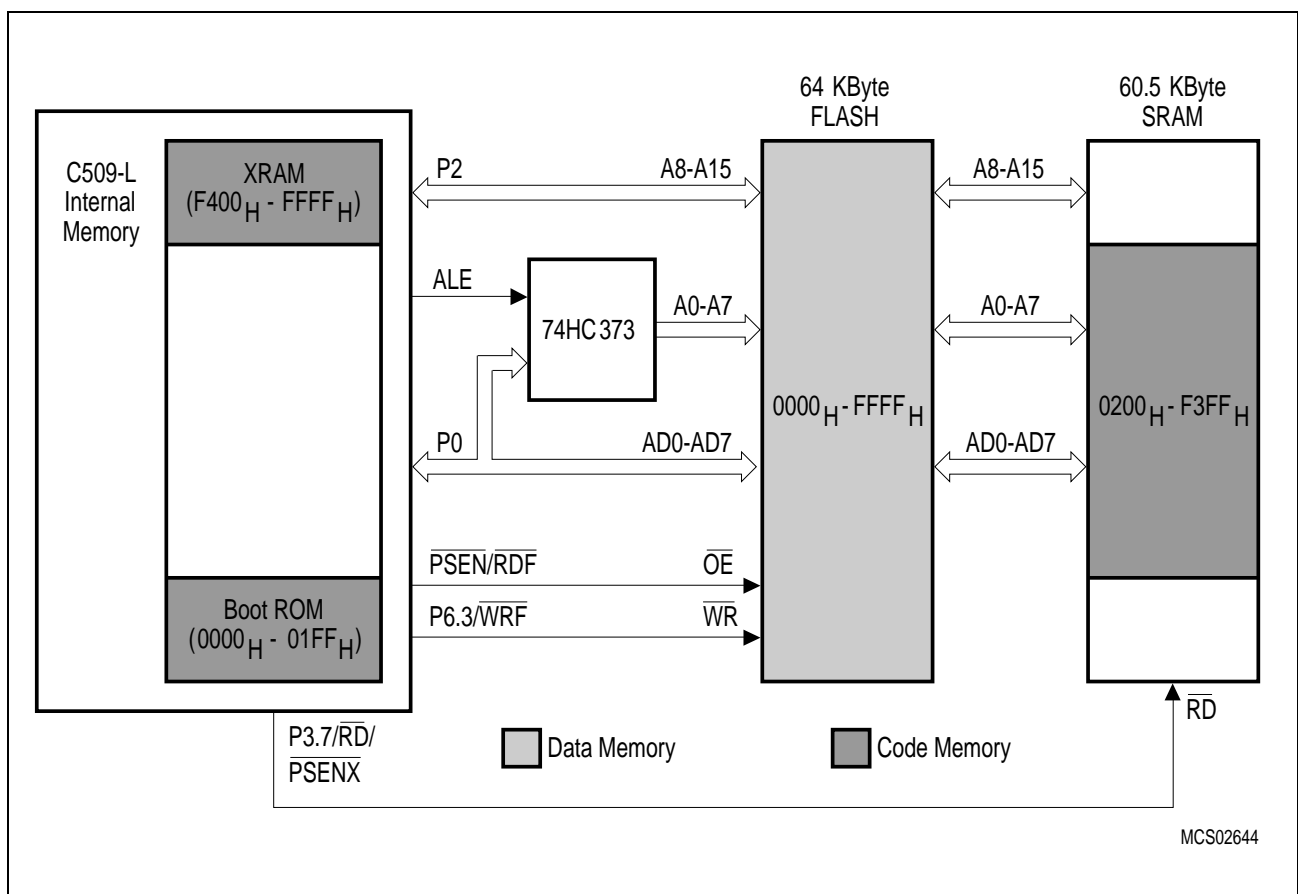 64 KByte
FLASH
60.5 KByte
SRAM
C509-L
Internal
Memory
XRAM
(F400H - FFFFH)
P2
A8-A15
A8-A15
ALE
74HC373
A0-A7
A0-A7
0000H - FFFFH
0200H - F3FFH
P0
AD0-AD7
AD0-AD7
PSEN/RDF
OE
P6.3/WRF
WR
Boot ROM
(0000H - 01FFH)
P3.7/RD/
PSENX
RD
Data Memory
Code Memory
MCS02644